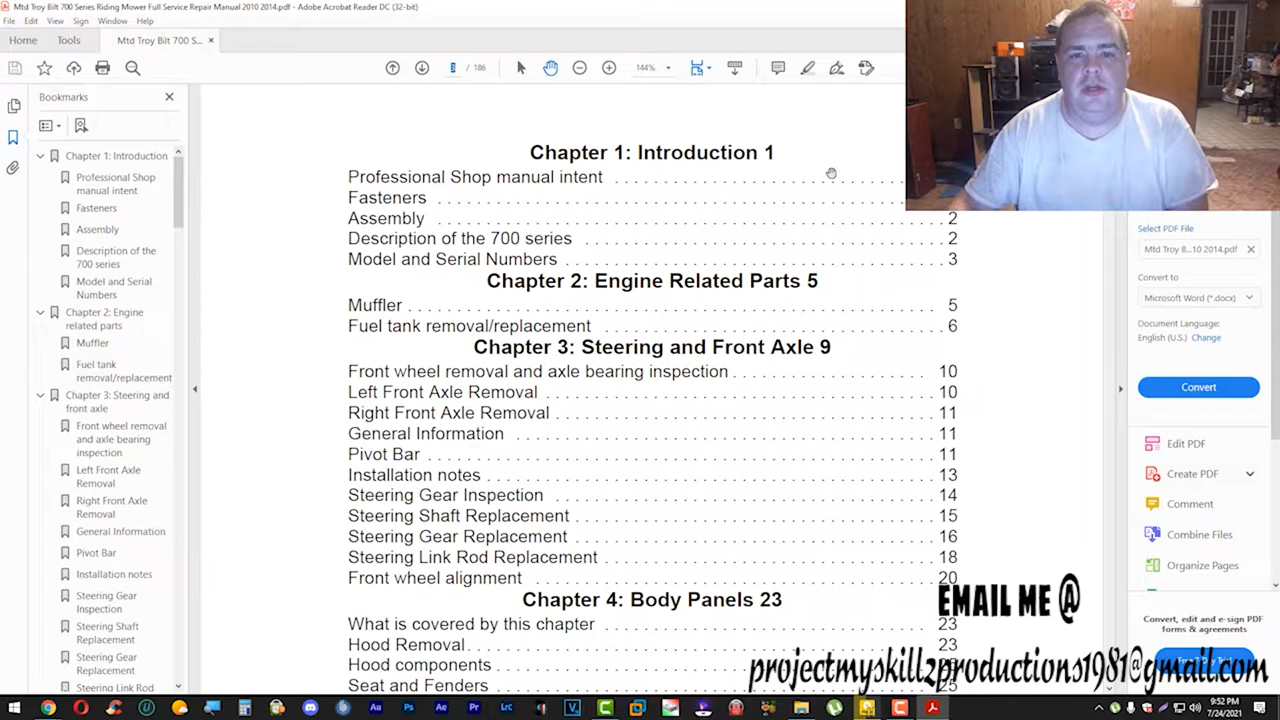 Mtd Troy Bilt 700 Series Riding Mower Full Service Repair Manual 2010 2014.pdf - Adobe Acrobat Reader DC (32-bit)
File Edit View Sign Window Help
Home Tools Mtd Troy Bilt 700 S... ×
/ 186 144%
Bookmarks
Chapter 1: Introduction
Professional Shop
manual intent
Fasteners
Assembly
Description of the
700 series
Model and Serial
Numbers
Chapter 2: Engine
related parts
Muffler
Fuel tank
removal/replacement
Chapter 3: Steering and
front axle
Front wheel removal
and axle bearing
inspection
Left Front Axle
Removal
Right Front Axle
Removal
General Information
Pivot Bar
Installation notes
Steering Gear
Inspection
Steering Shaft
Replacement
Steering Gear
Replacement
Steering Link Rod
Chapter 1: Introduction 1
Professional Shop manual intent
Fasteners
Assembly 2
Description of the 700 series 2
Model and Serial Numbers 3
Chapter 2: Engine Related Parts 5
Muffler 5
Fuel tank removal/replacement 6
Chapter 3: Steering and Front Axle 9
Front wheel removal and axle bearing inspection 10
Left Front Axle Removal 10
Right Front Axle Removal 11
General Information 11
Pivot Bar 11
Installation notes 13
Steering Gear Inspection 14
Steering Shaft Replacement 15
Steering Gear Replacement 16
Steering Link Rod Replacement 18
Front wheel alignment 20
Chapter 4: Body Panels 23
What is covered by this chapter 23
Hood Removal 23
Hood components
Seat and Fenders 25
Select PDF File
Mtd Troy B...10 2014.pdf
Convert to
Microsoft Word (*.docx)
Document Language:
English (U.S.) Change
Convert
Edit PDF
Create PDF
Comment
Combine Files
Organize Pages
Convert, edit and e-sign PDF
forms & agreements
EMAIL ME @
projectmyskillzproductions1981@gmail.com
9:52 PM
7/24/2021